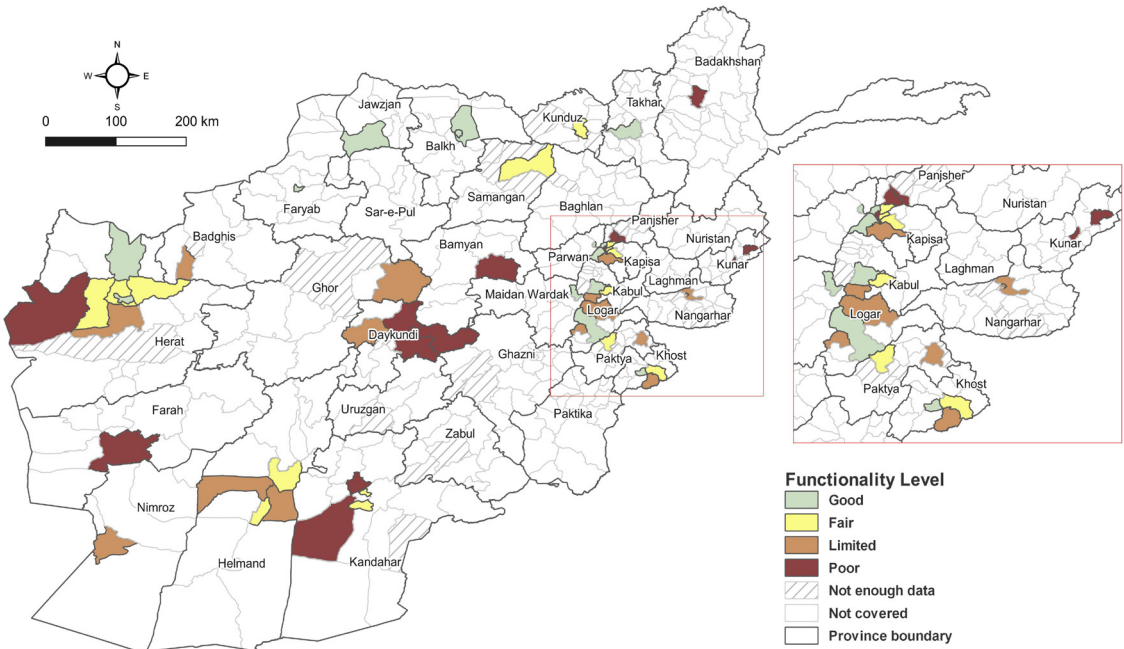 N
W
E
S
0
100
200 km
Badakhshan
Jawzjan
Takhar
Kunduz
Balkh
Samangan
Faryab
Sar-e-Pul
Baghlan
Badghis
Bamyan
Panjsher
Nuristan
Parwan
Kapisa
Kunar
Ghor
Laghman
Maidan Wardak
Kabul
Logar
Nangarhar
Herat
Daykundi
Ghazni
Paktya
Khost
Farah
Uruzgan
Paktika
Zabul
Nimroz
Helmand
Kandahar
Panjsher
Nuristan
Kapisa
Kunar
Laghman
Kabul
Logar
Nangarhar
Paktya
Khost
Functionality Level
Good
Fair
Limited
Poor
Not enough data
Not covered
Province boundary